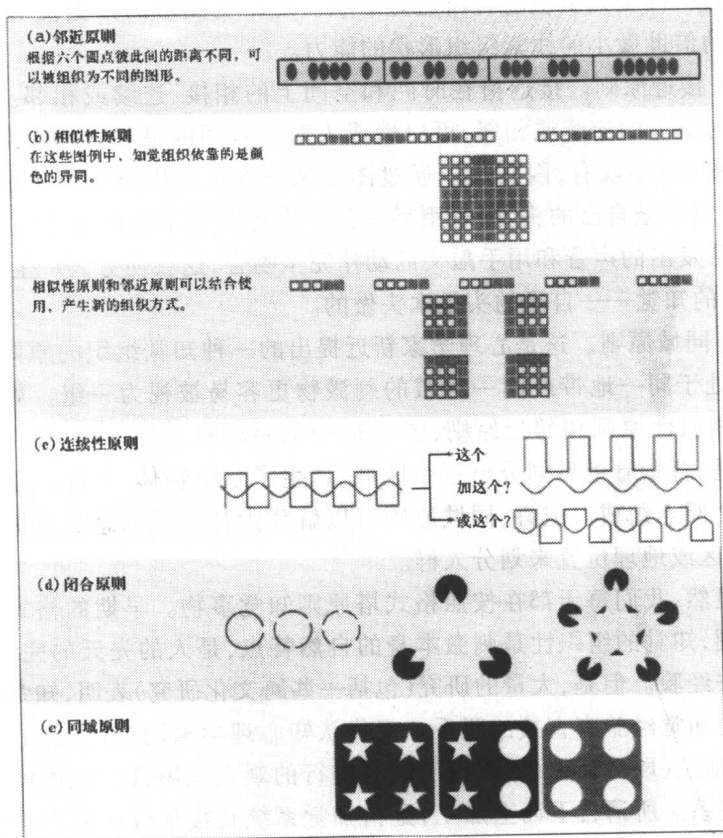 (a)邻近原则
根据六个圆点彼此间的距离不同，可
以被组织为不同的图形。
(b)相似性原则
在这些图例中，知觉组织依靠的是颜
色的异同。
相似性原则和邻近原则可以结合使
用，产生新的组织方式。
(c)连续性原则
这个
加这个?
或这个?
(d)闭合原则
(e)同域原则